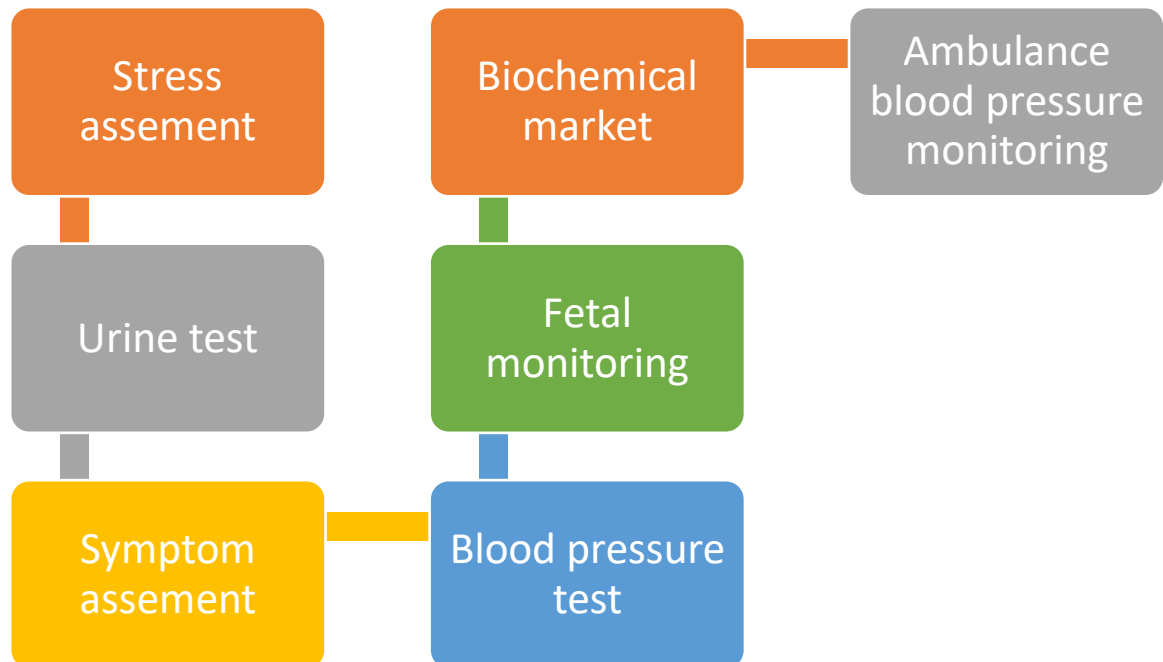 Stress
assement
Urine test
Symptom
assement
Blood pressure
test
Fetal
monitoring
Biochemical
market
Ambulance
blood pressure
monitoring